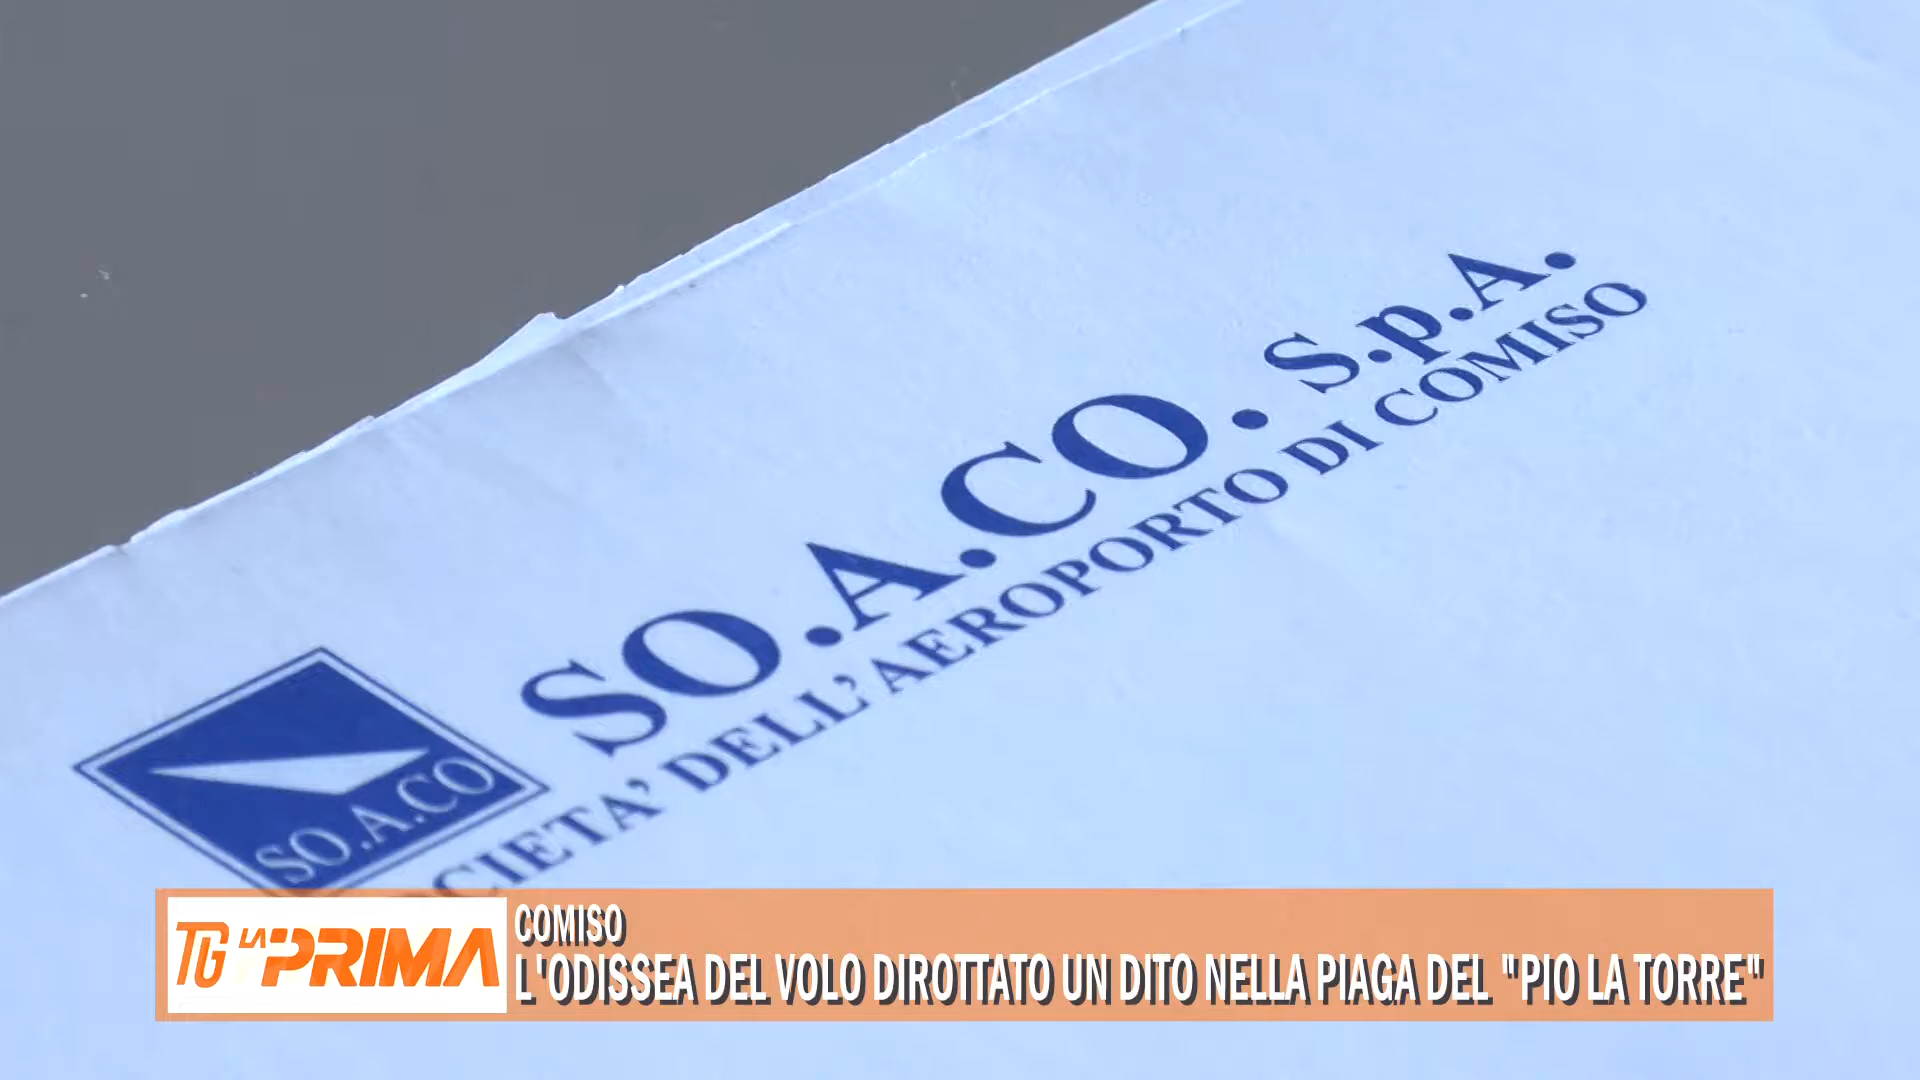 SO.A.CO. S.p.A.
CIETA' DELL'AEROPORTO DI COMISO
SO.A.CO
TG LA PRIMA
COMISO
L'ODISSEA DEL VOLO DIROTTATO UN DITO NELLA PIAGA DEL "PIO LA TORRE"